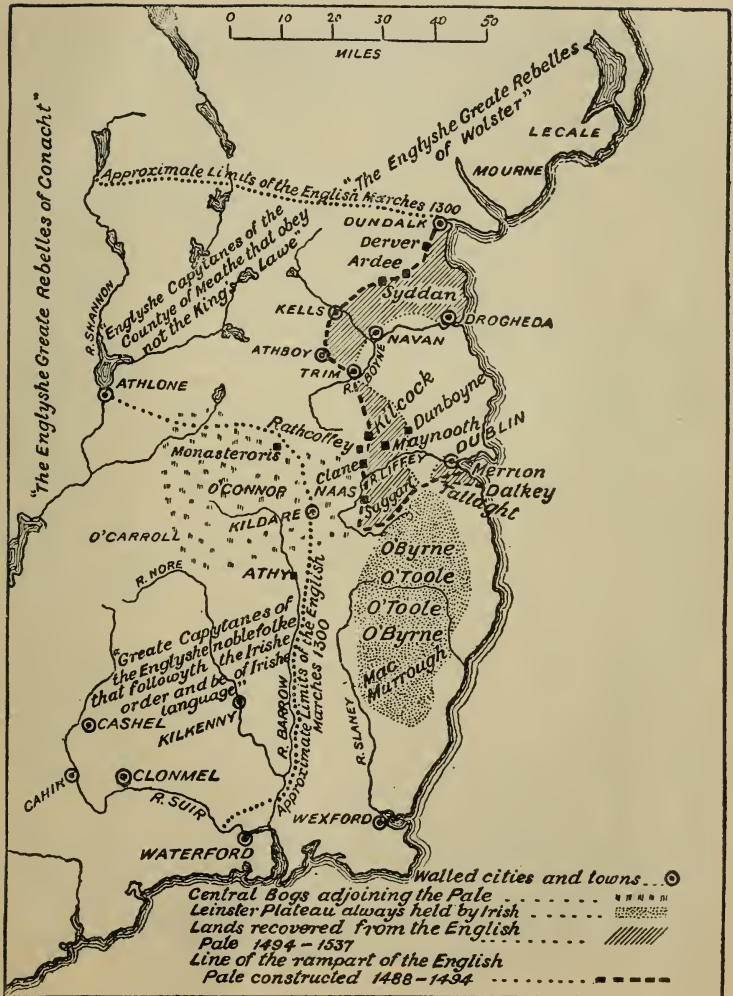 0 10 20 30 40 50
MILES
"The Englyshe Greate Rebelles
of Wolster"
LECALE
MOURNE
"The Englyshe Greate Rebelles of Conacht"
Approximate Limits of the English Marches 1300
"Englyshe Capytanes of the
Countye of Meathe that obey
not the King's Lawe"
R. SHANNON
DUNDALK
Derver
Ardee
Syddan
KELLS
DROGHEDA
NAVAN
ATHBOY
TRIM
R. BOYNE
ATHLONE
Kilcock
Dunboyne
Rathcoffey
Maynooth
DUBLIN
Monasteroris
Clane
R. LIFFEY
Merrion
Dalkey
Tallaght
O'CONNOR
NAAS
Saggart
KILDARE
O'CARROLL
O'Byrne
O'Toole
R. NORE
ATHY
O'Toole
O'Byrne
Mac
Murrough
"Greate Capytanes of
the Englyshe noblefolke
that followyth the Irishe
order and be of Irishe
language"
R. BARROW
Approximate Limits of the English
Marches 1300
R. SLANEY
CASHEL
KILKENNY
CAHIR
CLONMEL
R. SUIR
WEXFORD
WATERFORD
Walled cities and towns
Central Bogs adjoining the Pale
Leinster Plateau always held by Irish
Lands recovered from the English
Pale 1494-1537
Line of the rampart of the English
Pale constructed 1488-1494